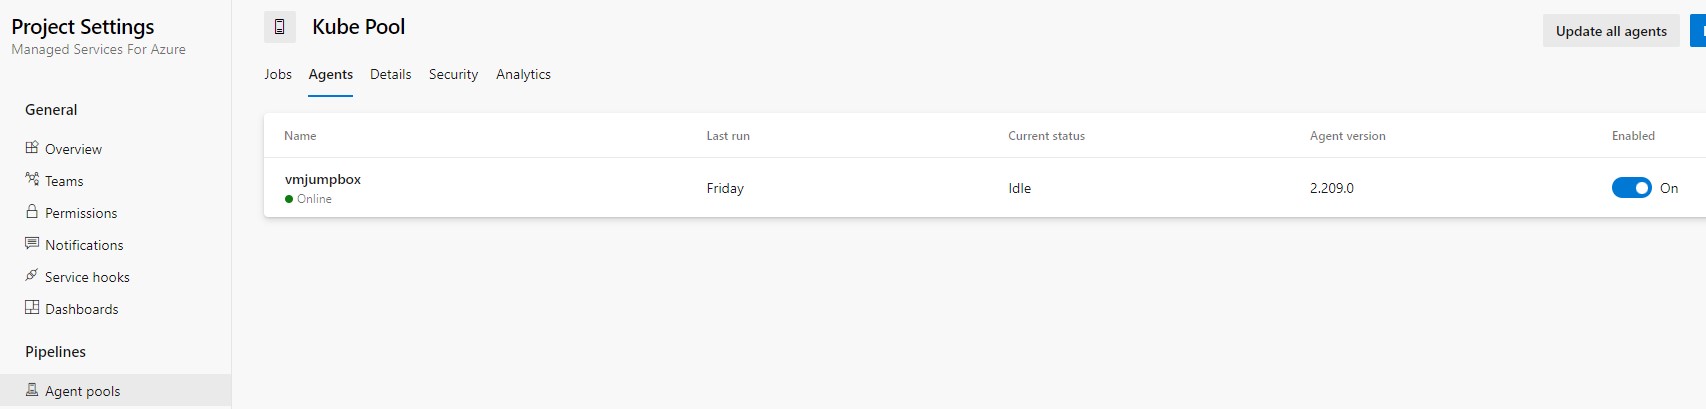 Project Settings
Managed Services For Azure
General
Overview
Teams
Permissions
Notifications
Service hooks
Dashboards
Pipelines
Agent pools
Kube Pool
Update all agents
Jobs Agents Details Security Analytics
Name Last run Current status Agent version Enabled
vmjumpbox
Online
Friday Idle 2.209.0 On